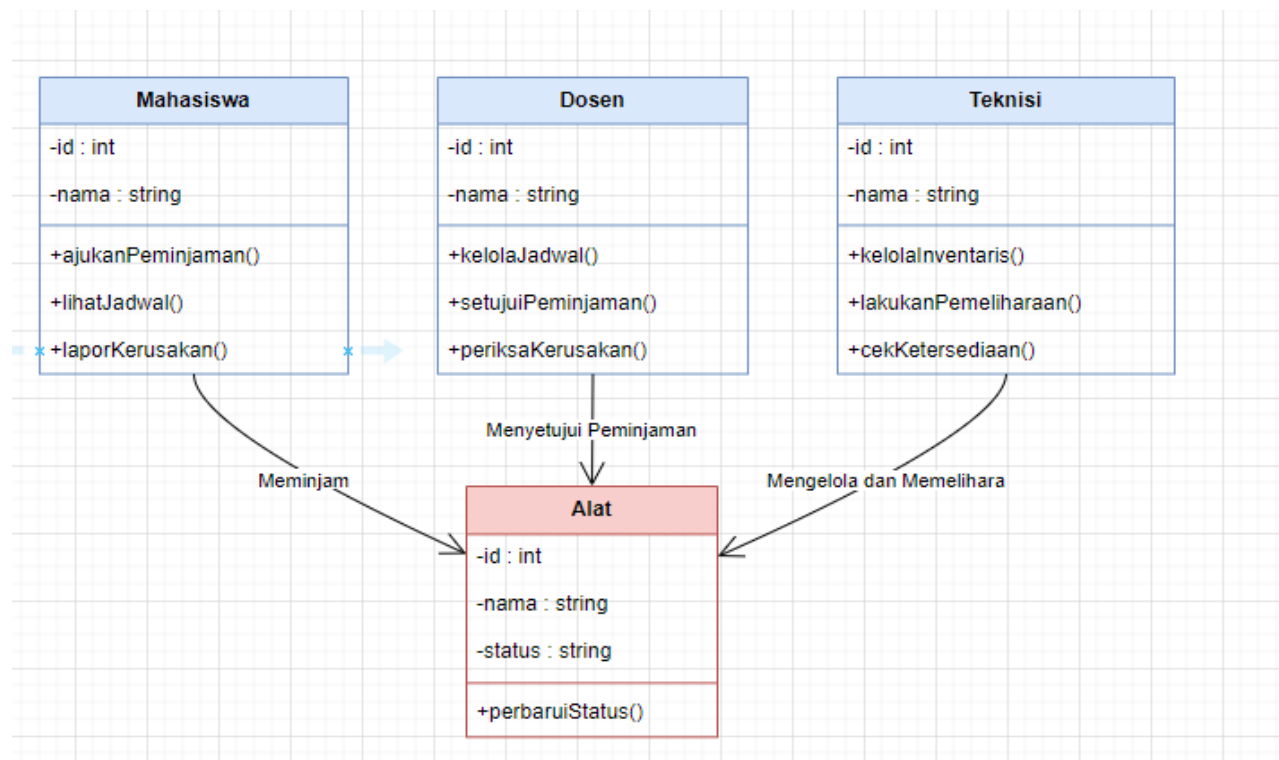 Mahasiswa
-id : int
-nama : string
+ajukanPeminjaman()
+lihatJadwal()
+laporKerusakan()
Dosen
-id : int
-nama : string
+kelolaJadwal()
+setujuiPeminjaman()
+periksaKerusakan()
Teknisi
-id : int
-nama : string
+kelolaInventaris()
+lakukanPemeliharaan()
+cekKetersediaan()
Meminjam
Menyetujui Peminjaman
Mengelola dan Memelihara
Alat
-id : int
-nama : string
-status : string
+perbaruiStatus()